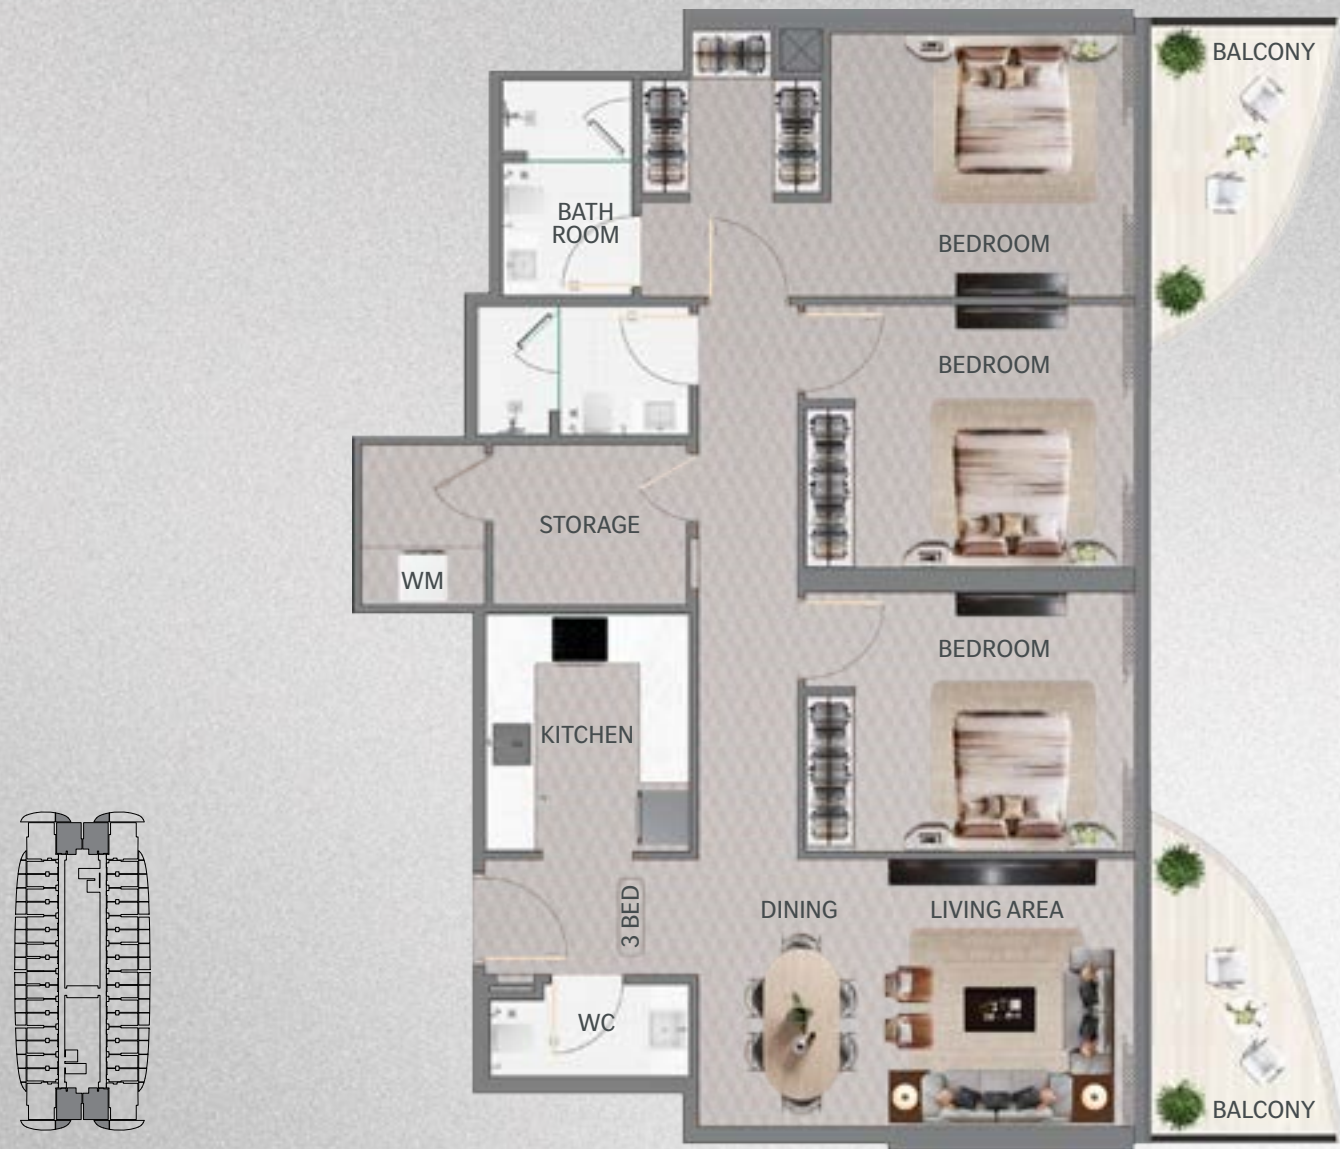 BALCONY
BATH
ROOM
BEDROOM
BEDROOM
STORAGE
WM
BEDROOM
KITCHEN
3 BED
DINING
LIVING AREA
WC
BALCONY